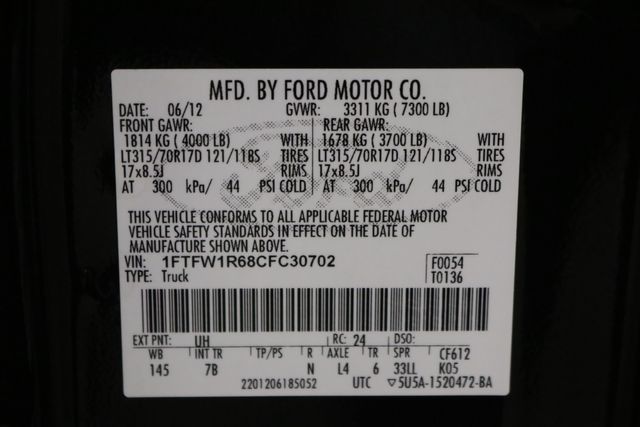 MFD. BY FORD MOTOR CO.
DATE: 06/12 GVWR: 3311 KG ( 7300 LB)
FRONT GAWR: REAR GAWR:
1814 KG ( 4000 LB) WITH 1678 KG ( 3700 LB) WITH
LT315/70R17D 121/118S TIRES LT315/70R17D 121/118S TIRES
17x8.5J RIMS 17x8.5J RIMS
AT 300 kPa/ 44 PSI COLD AT 300 kPa/ 44 PSI COLD
THIS VEHICLE CONFORMS TO ALL APPLICABLE FEDERAL MOTOR
VEHICLE SAFETY STANDARDS IN EFFECT ON THE DATE OF
MANUFACTURE SHOWN ABOVE.
VIN: 1FTFW1R68CFC30702 F0054
TYPE: Truck T0136
EXT PNT: UH RC: 24 DSO:
WB INT TR TP/PS R AXLE TR SPR CF612
145 7B N L4 6 33LL K05
2201206185052 UTC ▽5U5A-1520472-BA